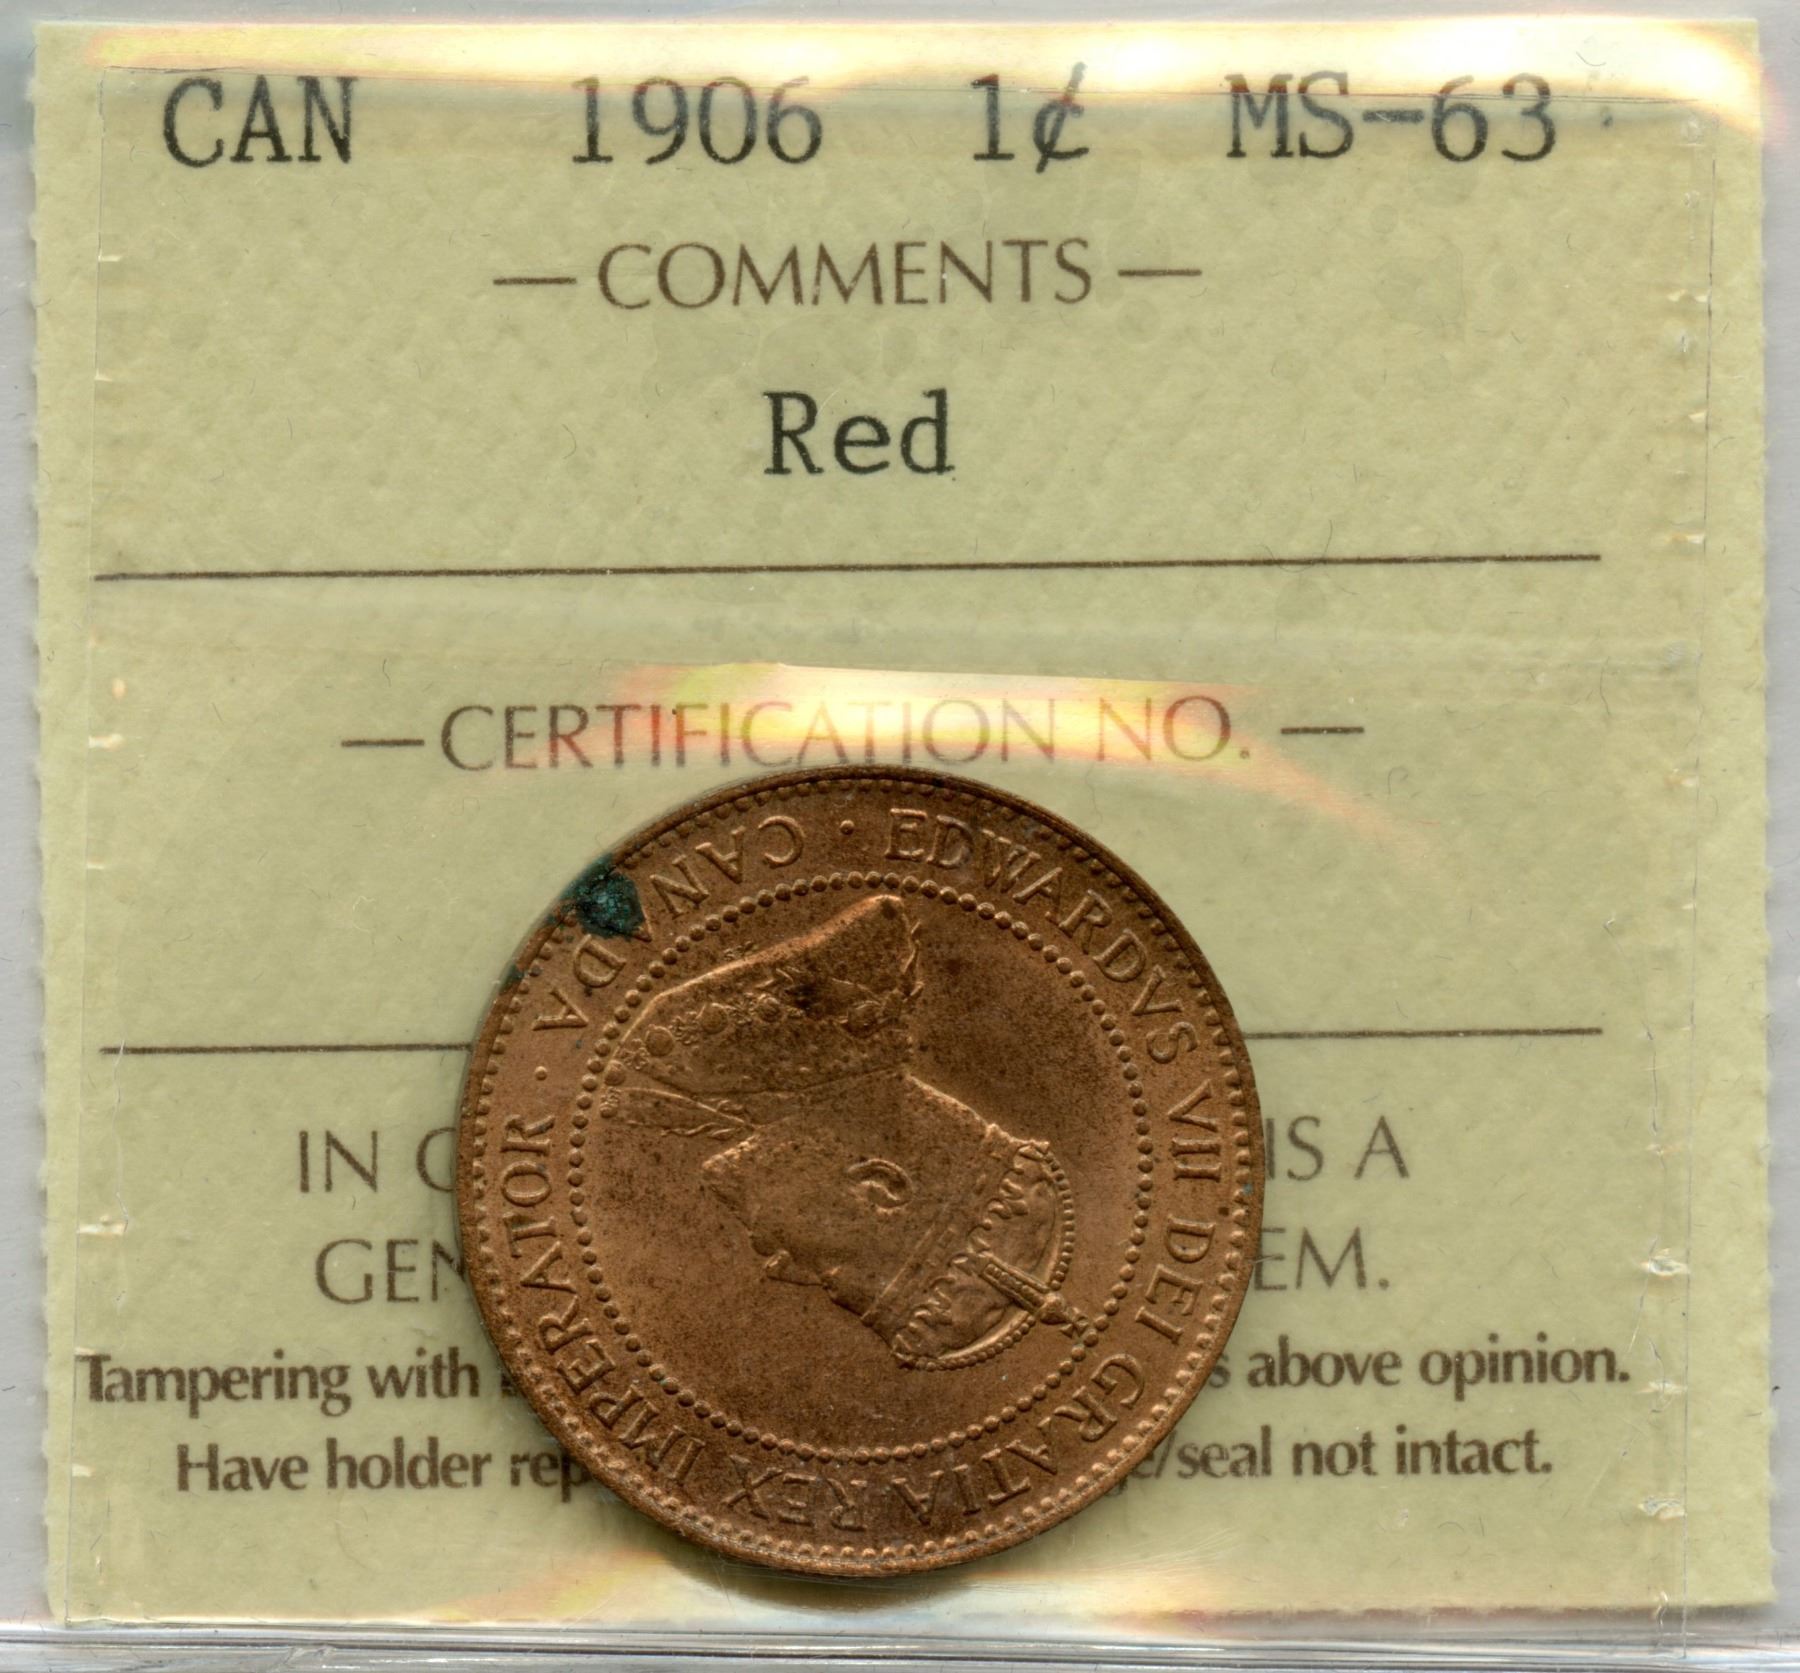 CAN 1906 1¢ MS-63
— COMMENTS —
Red
— CERTIFICATION NO. —
IN IS A
GEN EM.
Tampering with above opinion.
Have holder rep /seal not intact.
EDWARDVS VII DEI GRATIA REX IMPERATOR · CANADA ·